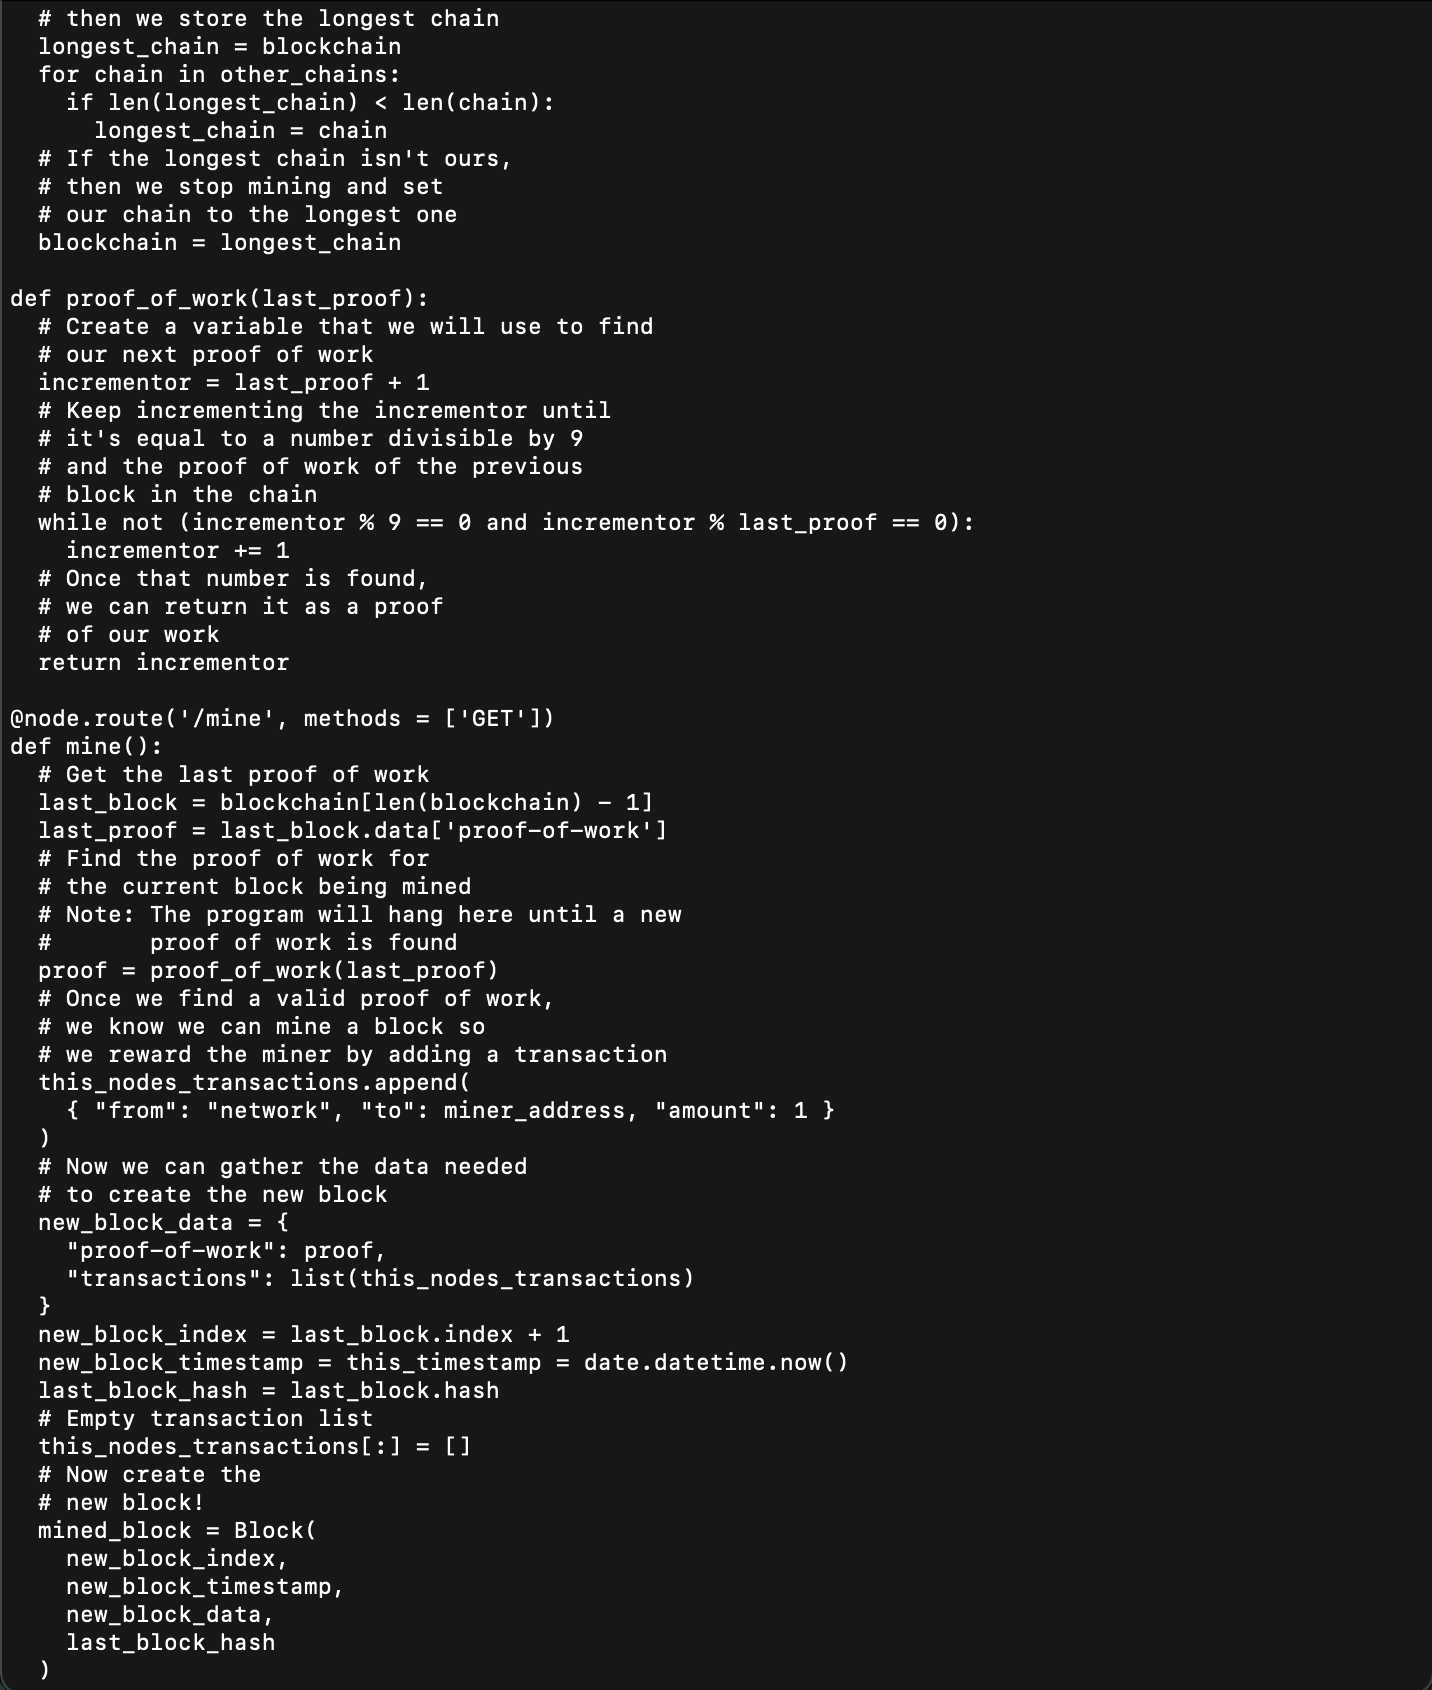 # then we store the longest chain
  longest_chain = blockchain
  for chain in other_chains:
    if len(longest_chain) < len(chain):
      longest_chain = chain
  # If the longest chain isn't ours,
  # then we stop mining and set
  # our chain to the longest one
  blockchain = longest_chain

def proof_of_work(last_proof):
  # Create a variable that we will use to find
  # our next proof of work
  incrementor = last_proof + 1
  # Keep incrementing the incrementor until
  # it's equal to a number divisible by 9
  # and the proof of work of the previous
  # block in the chain
  while not (incrementor % 9 == 0 and incrementor % last_proof == 0):
    incrementor += 1
  # Once that number is found,
  # we can return it as a proof
  # of our work
  return incrementor

@node.route('/mine', methods = ['GET'])
def mine():
  # Get the last proof of work
  last_block = blockchain[len(blockchain) - 1]
  last_proof = last_block.data['proof-of-work']
  # Find the proof of work for
  # the current block being mined
  # Note: The program will hang here until a new
  #       proof of work is found
  proof = proof_of_work(last_proof)
  # Once we find a valid proof of work,
  # we know we can mine a block so
  # we reward the miner by adding a transaction
  this_nodes_transactions.append(
    { "from": "network", "to": miner_address, "amount": 1 }
  )
  # Now we can gather the data needed
  # to create the new block
  new_block_data = {
    "proof-of-work": proof,
    "transactions": list(this_nodes_transactions)
  }
  new_block_index = last_block.index + 1
  new_block_timestamp = this_timestamp = date.datetime.now()
  last_block_hash = last_block.hash
  # Empty transaction list
  this_nodes_transactions[:] = []
  # Now create the
  # new block!
  mined_block = Block(
    new_block_index,
    new_block_timestamp,
    new_block_data,
    last_block_hash
  )